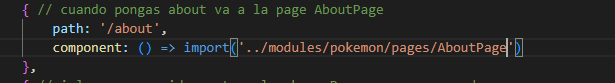 { // cuando pongas about va a la page AboutPage
path: '/about',
component: () => import('../modules/pokemon/pages/AboutPage')
},